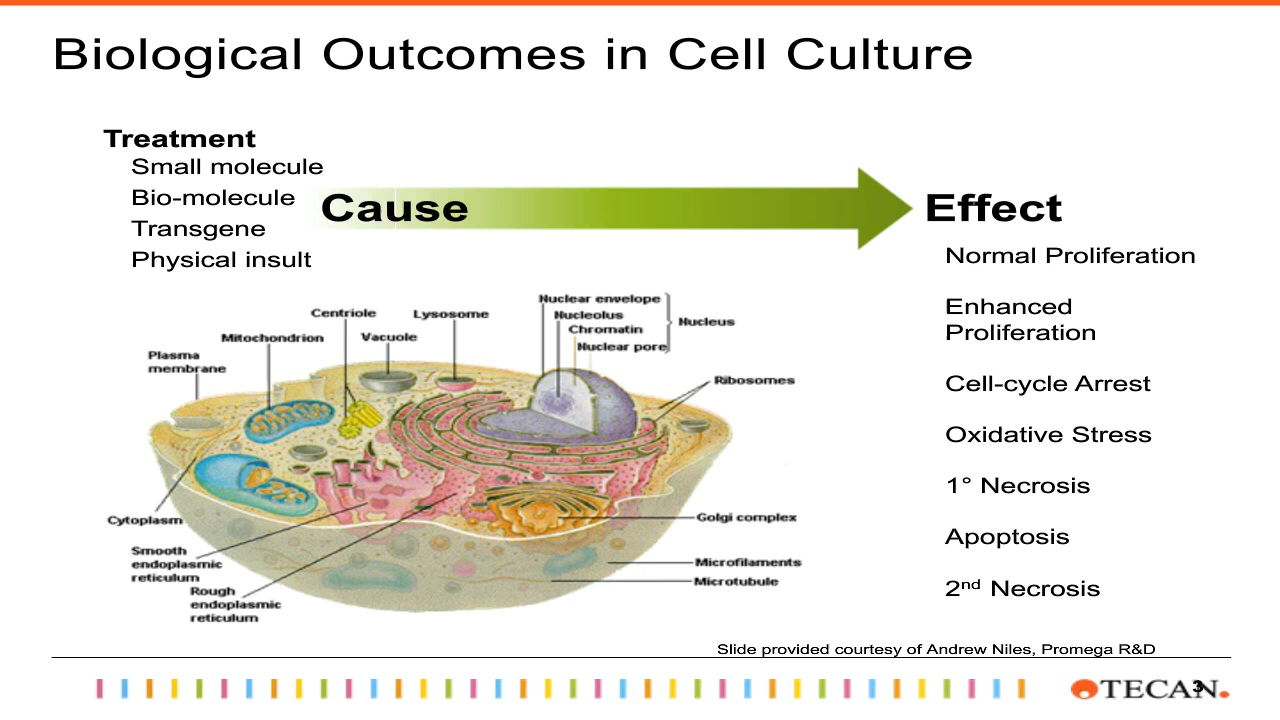 Biological Outcomes in Cell Culture
Treatment
Small molecule
Bio-molecule
Transgene
Physical insult
Cause
Effect
Normal Proliferation
Enhanced
Proliferation
Cell-cycle Arrest
Oxidative Stress
1° Necrosis
Apoptosis
2nd Necrosis
Nuclear envelope
Nucleolus
Chromatin
Nuclear pore
Nucleus
Centriole
Lysosome
Mitochondrion
Vacuole
Plasma
membrane
Ribosomes
Cytoplasm
Smooth
endoplasmic
reticulum
Rough
endoplasmic
reticulum
Golgi complex
Microfilaments
Microtubule
Slide provided courtesy of Andrew Niles, Promega R&D
TECAN.
3